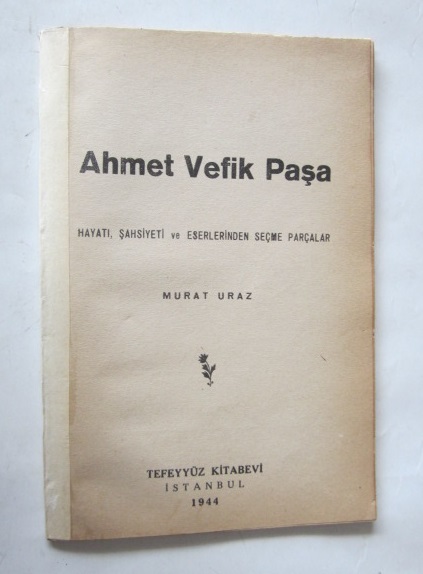 Ahmet Vefik Paşa
HAYATI, ŞAHSİYETİ ve ESERLERİNDEN SEÇME PARÇALAR
MURAT URAZ
TEFEYYÜZ KİTABEVİ
İSTANBUL
1944